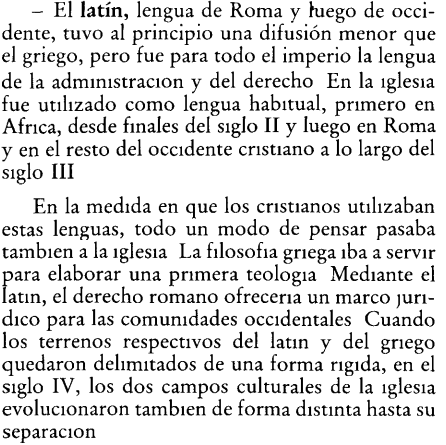 – El latín, lengua de Roma y luego de occi-
dente, tuvo al principio una difusión menor que
el griego, pero fue para todo el imperio la lengua
de la administracion y del derecho En la iglesia
fue utilizado como lengua habitual, primero en
Africa, desde finales del siglo II y luego en Roma
y en el resto del occidente cristiano a lo largo del
siglo III
En la medida en que los cristianos utilizaban
estas lenguas, todo un modo de pensar pasaba
tambien a la iglesia La filosofia griega iba a servir
para elaborar una primera teologia Mediante el
latin, el derecho romano ofreceria un marco juri-
dico para las comunidades occidentales Cuando
los terrenos respectivos del latin y del griego
quedaron delimitados de una forma rigida, en el
siglo IV, los dos campos culturales de la iglesia
evolucionaron tambien de forma distinta hasta su
separacion